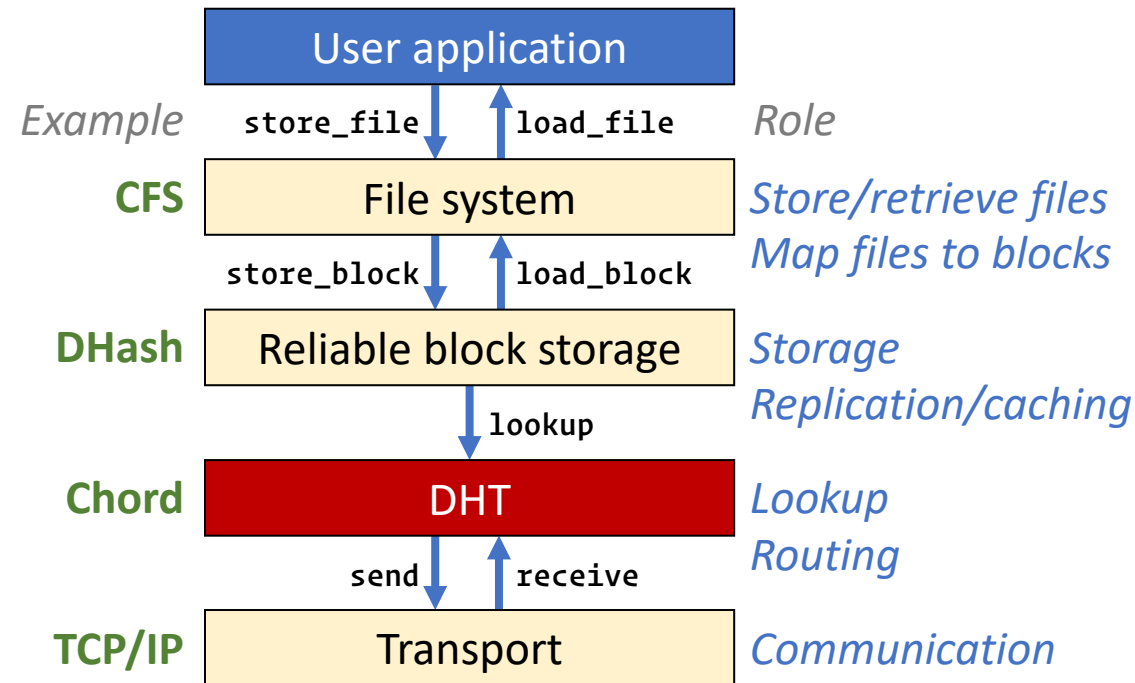 User application
Example store_file load_file Role
CFS File system Store/retrieve files
Map files to blocks
store_block load_block
DHash Reliable block storage Storage
Replication/caching
lookup
Chord DHT Lookup
Routing
send receive
TCP/IP Transport Communication